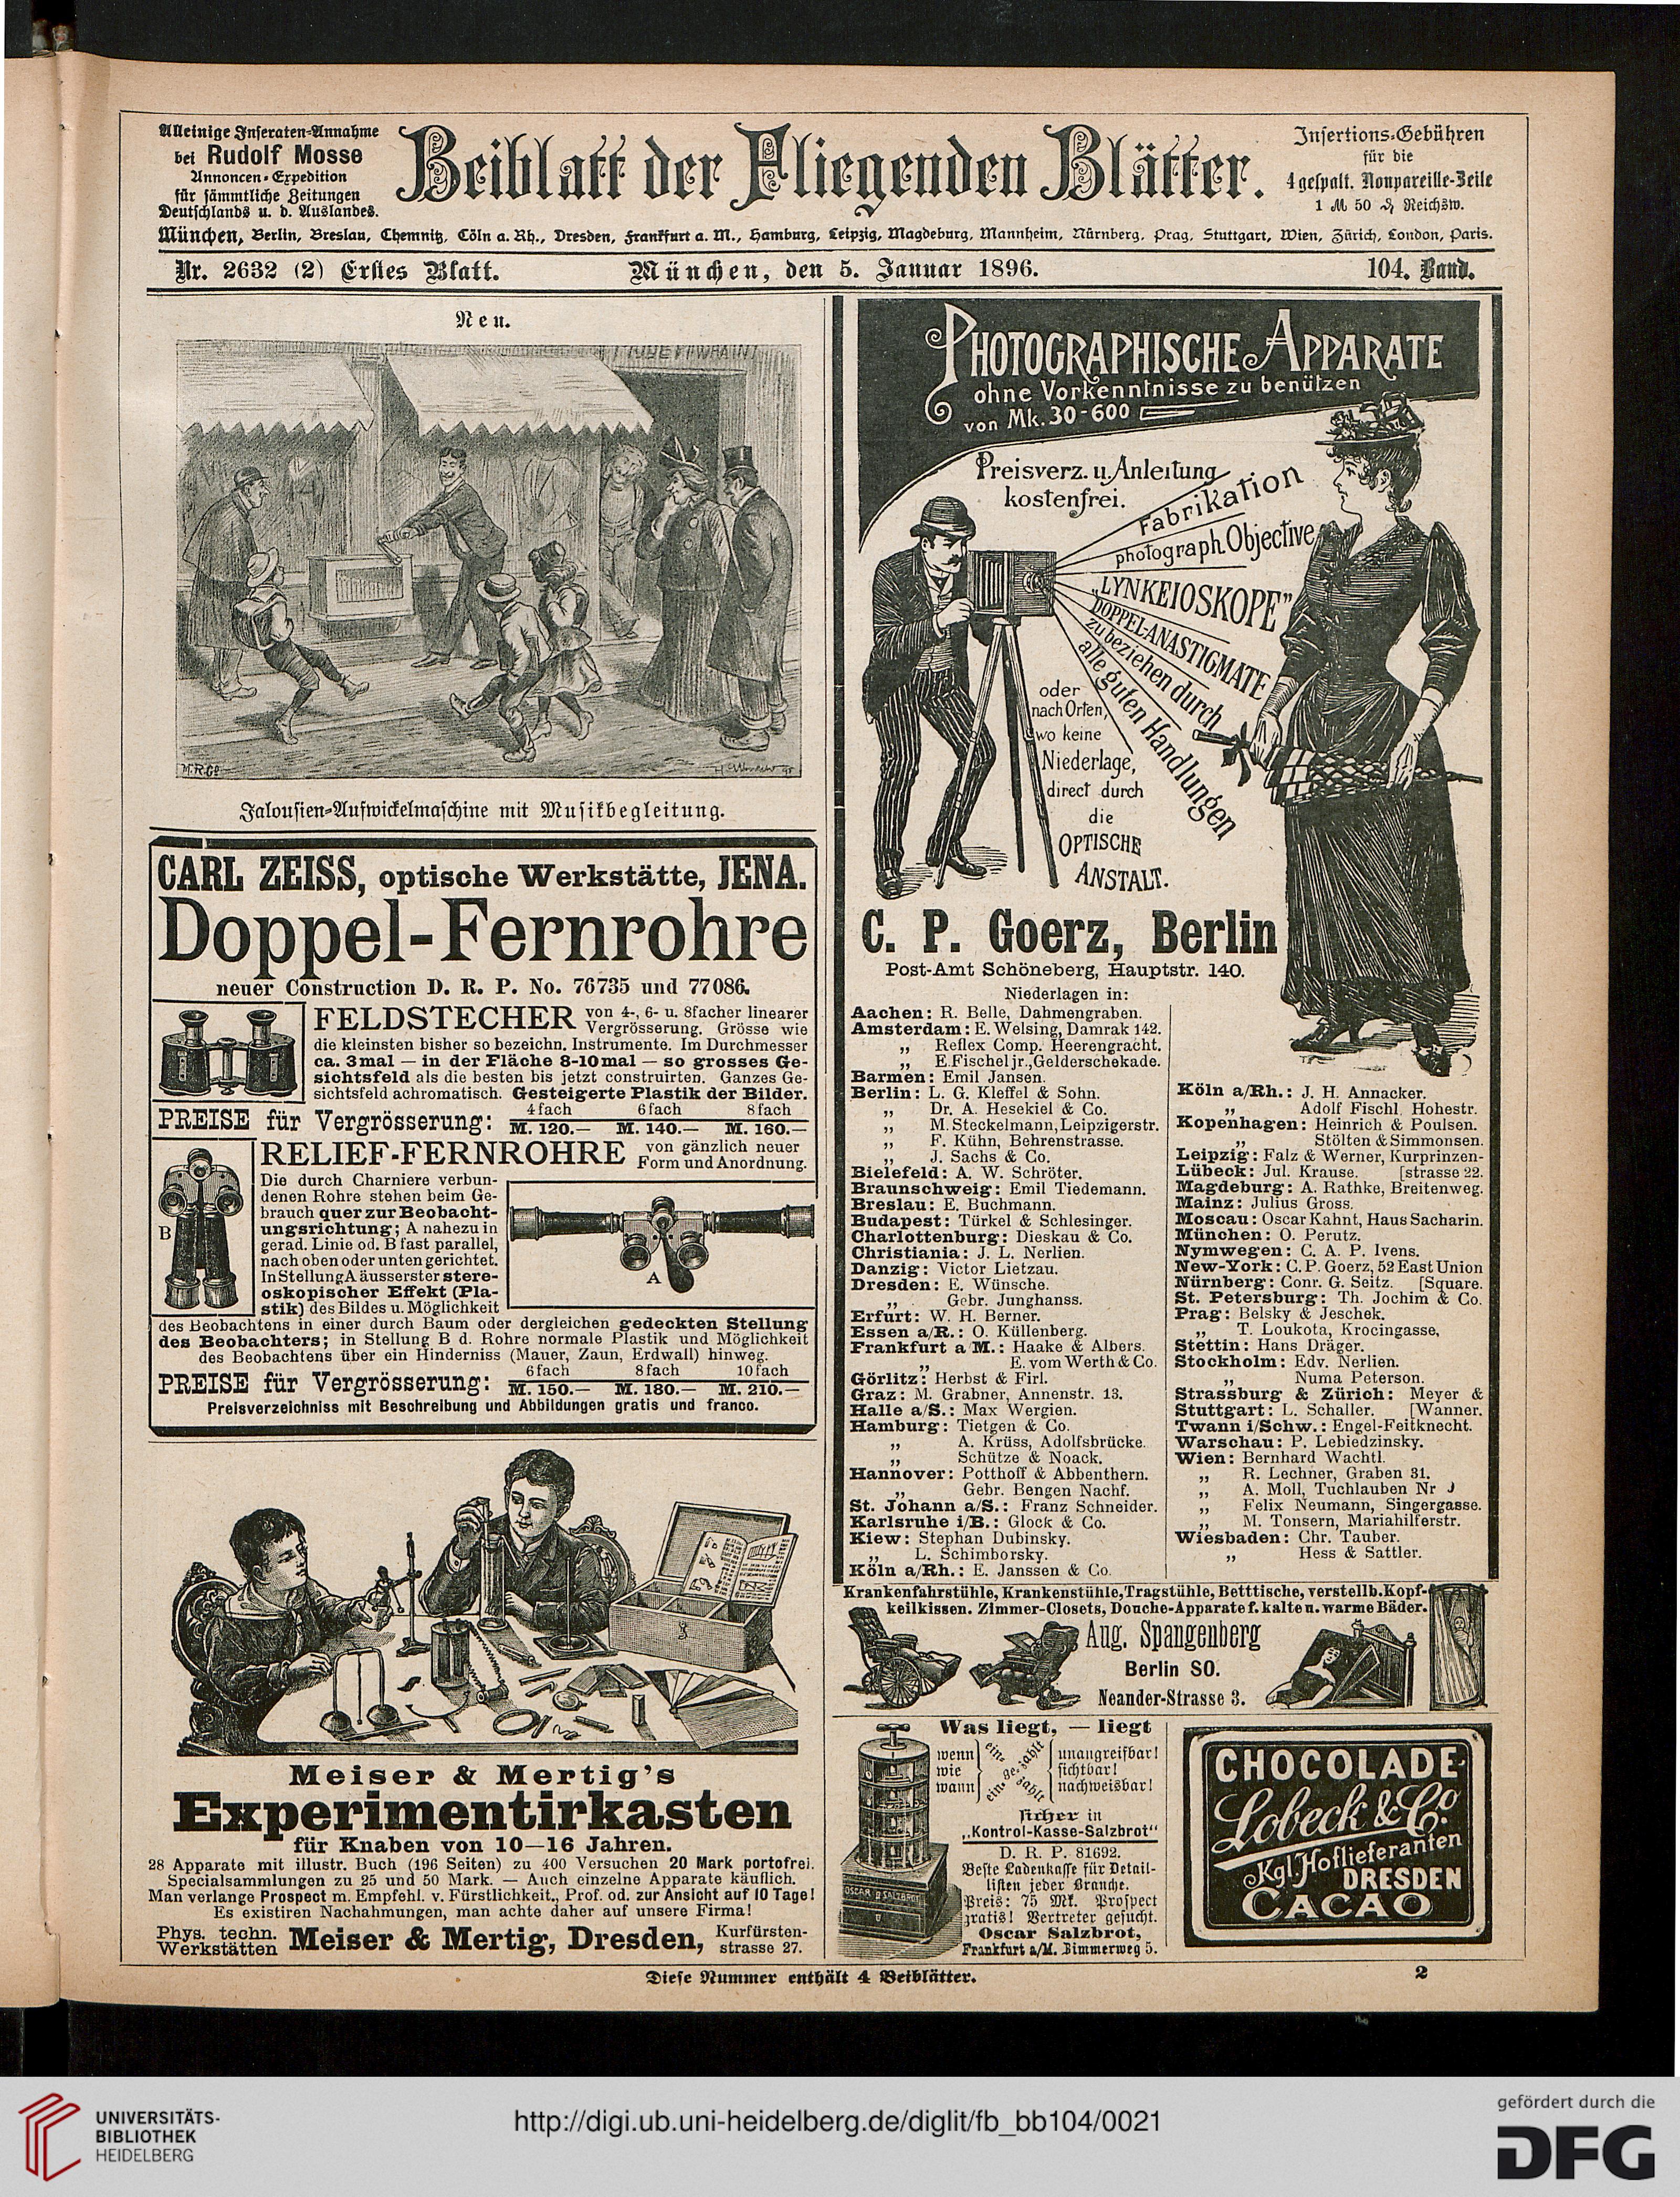 Alleinige Inseraten-Annahme
bei Rudolf Mosse
Annoncen-Expedition
für sämmtliche Zeitungen
Deutschlands u. d. Auslandes.
Beiblatt der Fliegenden Blätter.
Insertions-Gebühren
für die
4 gespalt. Nonpareille-Zeile
1 M 50 ₰ Reichsw.
München, Berlin, Breslau, Chemnitz, Cöln a. Rh., Dresden, Frankfurt a. M., Hamburg, Leipzig, Magdeburg, Mannheim, Nürnberg, Prag, Stuttgart, Wien, Zürich, London, Paris.
Nr. 2632 (2) Erstes Blatt.
München, den 5. Januar 1896.
104. Band.
Neu.
M.R.Co
Jalousien-Aufwickelmaschine mit Musikbegleitung.
CARL ZEISS, optische Werkstätte, JENA.
Doppel-Fernrohre
neuer Construction D. R. P. No. 76735 und 77086.
FELDSTECHER von 4-, 6- u. 8facher linearer
Vergrösserung. Grösse wie
die kleinsten bisher so bezeichn. Instrumente. Im Durchmesser
ca. 3mal — in der Fläche 8-10mal — so grosses Ge-
sichtsfeld als die besten bis jetzt construirten. Ganzes Ge-
sichtsfeld achromatisch. Gesteigerte Plastik der Bilder.
PREISE für Vergrösserung: 4fach 6fach 8fach
M. 120.— M. 140.— M. 160.—
RELIEF-FERNROHRE von gänzlich neuer
Form und Anordnung.
Die durch Charniere verbun-
denen Rohre stehen beim Ge-
brauch quer zur Beobacht-
ungsrichtung; A nahezu in
gerad. Linie od. B fast parallel,
nach oben oder unten gerichtet.
In Stellung A äusserster stere-
oskopischer Effekt (Pla-
stik) des Bildes u. Möglichkeit
B
A
des Beobachtens in einer durch Baum oder dergleichen gedeckten Stellung
des Beobachters; in Stellung B d. Rohre normale Plastik und Möglichkeit
des Beobachtens über ein Hinderniss (Mauer, Zaun, Erdwall) hinweg.
PREISE für Vergrösserung: 6fach 8fach 10fach
M. 150.— M. 180.— M. 210.—
Preisverzeichniss mit Beschreibung und Abbildungen gratis und franco.
Meiser & Mertig's
Experimentirkasten
für Knaben von 10—16 Jahren.
28 Apparate mit illustr. Buch (196 Seiten) zu 400 Versuchen 20 Mark portofrei.
Specialsammlungen zu 25 und 50 Mark. — Auch einzelne Apparate käuflich.
Man verlange Prospect m. Empfehl. v. Fürstlichkeit., Prof. od. zur Ansicht auf 10 Tage!
Es existiren Nachahmungen, man achte daher auf unsere Firma!
Phys. techn.
Werkstätten Meiser & Mertig, Dresden, Kurfürsten-
strasse 27.
PHOTOGRAPHISCHE APPARATE
ohne Vorkenntnisse zu benützen
von Mk. 30-600
Preisverz. u. Anleitung
kostenfrei.
Fabrikation
photograph. Objective
„LYNKEIOSKOPE”
DOPPEL-ANASTIGMATE
zu beziehen durch
alle guten Handlungen
oder
nach Orten,
wo keine
Niederlage,
direct durch
die
OPTISCHE
ANSTALT.
C. P. Goerz, Berlin
Post-Amt Schöneberg, Hauptstr. 140.
Niederlagen in:
Aachen: R. Belle, Dahmengraben.
Amsterdam: E. Welsing, Damrak 142.
„ Reflex Comp. Heerengracht.
„ E. Fischel jr., Gelderschekade.
Barmen: Emil Jansen.
Berlin: L. G. Kleffel & Sohn.
„ Dr. A. Hesekiel & Co.
„ M. Steckelmann, Leipzigerstr.
„ F. Kühn, Behrenstrasse.
„ J. Sachs & Co.
Bielefeld: A. W. Schröter.
Braunschweig: Emil Tiedemann.
Breslau: E. Buchmann.
Budapest: Türkel & Schlesinger.
Charlottenburg: Dieskau & Co.
Christiania: J. L. Nerlien.
Danzig: Victor Lietzau.
Dresden: E. Wünsche.
„ Gebr. Junghanss.
Erfurt: W. H. Berner.
Essen a/R.: O. Küllenberg.
Frankfurt a M.: Haake & Albers.
„ E. vom Werth & Co.
Görlitz: Herbst & Firl.
Graz: M. Grabner, Annenstr. 13.
Halle a/S.: Max Wergien.
Hamburg: Tietgen & Co.
„ A. Krüss, Adolfsbrücke.
„ Schütze & Noack.
Hannover: Potthoff & Abbenthern.
„ Gebr. Bengen Nachf.
St. Johann a/S.: Franz Schneider.
Karlsruhe i/B.: Glock & Co.
Kiew: Stephan Dubinsky.
„ L. Schimborsky.
Köln a/Rh.: E. Janssen & Co.
Köln a/Rh.: J. H. Annacker.
„ Adolf Fischl Hohestr.
Kopenhagen: Heinrich & Poulsen.
„ Stölten & Simmonsen.
Leipzig: Falz & Werner, Kurprinzen-
Lübeck: Jul. Krause. [strasse 22.
Magdeburg: A. Rathke, Breitenweg.
Mainz: Julius Gross.
Moscau: Oscar Kahnt, Haus Sacharin.
München: O. Perutz.
Nymwegen: C. A. P. Ivens.
New-York: C. P. Goerz, 52 East Union
Nürnberg: Conr. G. Seitz. [Square.
St. Petersburg: Th. Jochim & Co.
Prag: Belsky & Jeschek.
„ T. Loukota, Krocingasse,
Stettin: Hans Dräger.
Stockholm: Edv. Nerlien.
„ Numa Peterson.
Strassburg & Zürich: Meyer &
Stuttgart: L. Schaller. [Wanner.
Twann i/Schw.: Engel-Feitknecht.
Warschau: P. Lebiedzinsky.
Wien: Bernhard Wachtl.
„ R. Lechner, Graben 31.
„ A. Moll, Tuchlauben Nr
„ Felix Neumann, Singergasse.
„ M. Tonsern, Mariahilferstr.
Wiesbaden: Chr. Tauber.
„ Hess & Sattler.
Krankenfahrstühle, Krankenstühle, Tragstühle, Betttische, verstellb. Kopf-
keilkissen. Zimmer-Closets, Douche-Apparate f. kalte u. warme Bäder.
Aug. Spangenberg
Berlin SO.
Neander-Strasse 3.
Was liegt, — liegt
wenn
wie
wann
ein-
ge-
zahlt
ein-
ge-
zahlt
unangreifbar!
sichtbar!
nachweisbar!
sicher in
„Kontrol-Kasse-Salzbrot“
D. R. P. 81692.
Beste Ladenkasse für Detail-
listen jeder Branche.
Preis: 75 Mk. Prospect
gratis! Vertreter gesucht.
Oscar Salzbrot,
Frankfurt a/M. Zimmerweg 5.
OSCAR SALZBROT
CHOCOLADE
Lobeck & Co.
Kgl. Hoflieferanten
DRESDEN
CACAO
Diese Nummer enthält 4 Beiblätter.
2
UNIVERSITÄTS-
BIBLIOTHEK
HEIDELBERG
http://digi.ub.uni-heidelberg.de/diglit/fb_bb104/0021
gefördert durch die
DFG